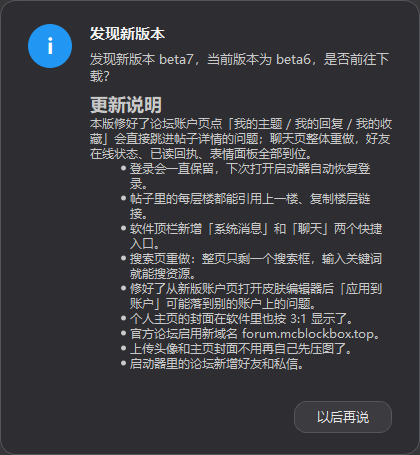 发现新版本
发现新版本 beta7，当前版本为 beta6，是否前往下
载？
更新说明
本版修好了论坛账户页点「我的主题 / 我的回复 / 我的收
藏」会直接跳进帖子详情的问题；聊天页整体重做，好友
在线状态、已读回执、表情面板全部到位。
• 登录会一直保留，下次打开启动器自动恢复登
录。
• 帖子里的每层楼都能引用上一楼、复制楼层链
接。
• 软件顶栏新增「系统消息」和「聊天」两个快捷
入口。
• 搜索页重做：整页只剩一个搜索框，输入关键词
就能搜资源。
• 修好了从新版账户页打开皮肤编辑器后「应用到
账户」可能落到别的账户上的问题。
• 个人主页的封面在软件里也按 3:1 显示了。
• 官方论坛启用新域名 forum.mcblockbox.top。
• 上传头像和主页封面不用再自己先压图了。
• 启动器里的论坛新增好友和私信。
以后再说